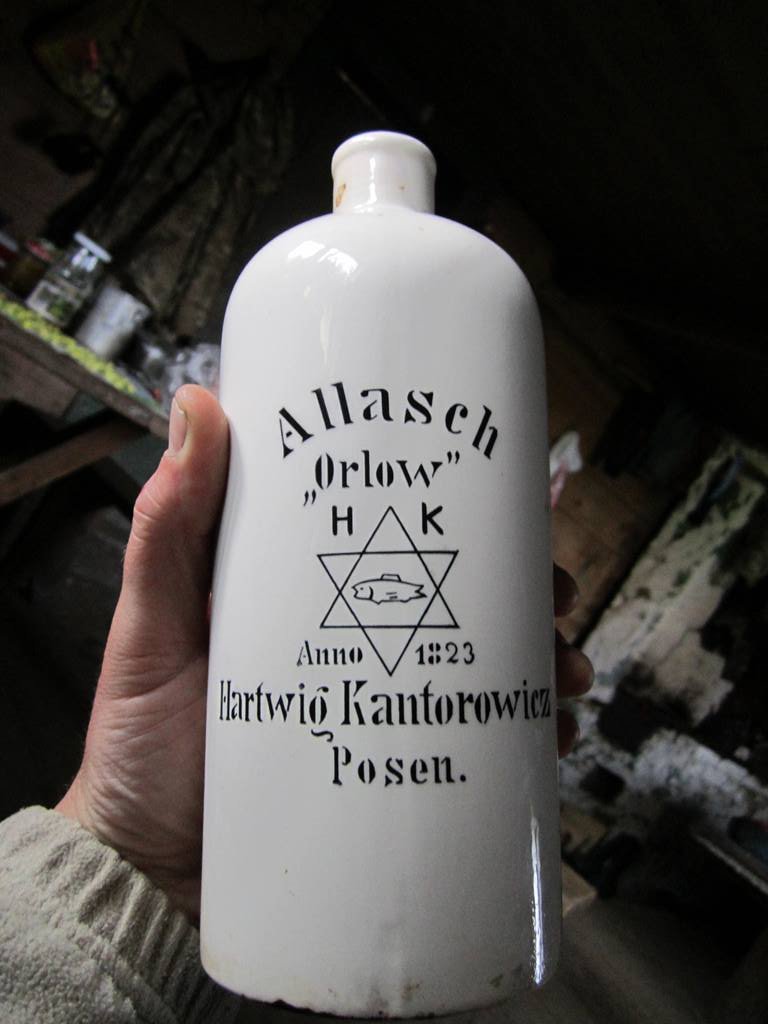 Allasch
„Orlow”
H K
Anno 1823
Hartwig Kantorowicz
Posen.